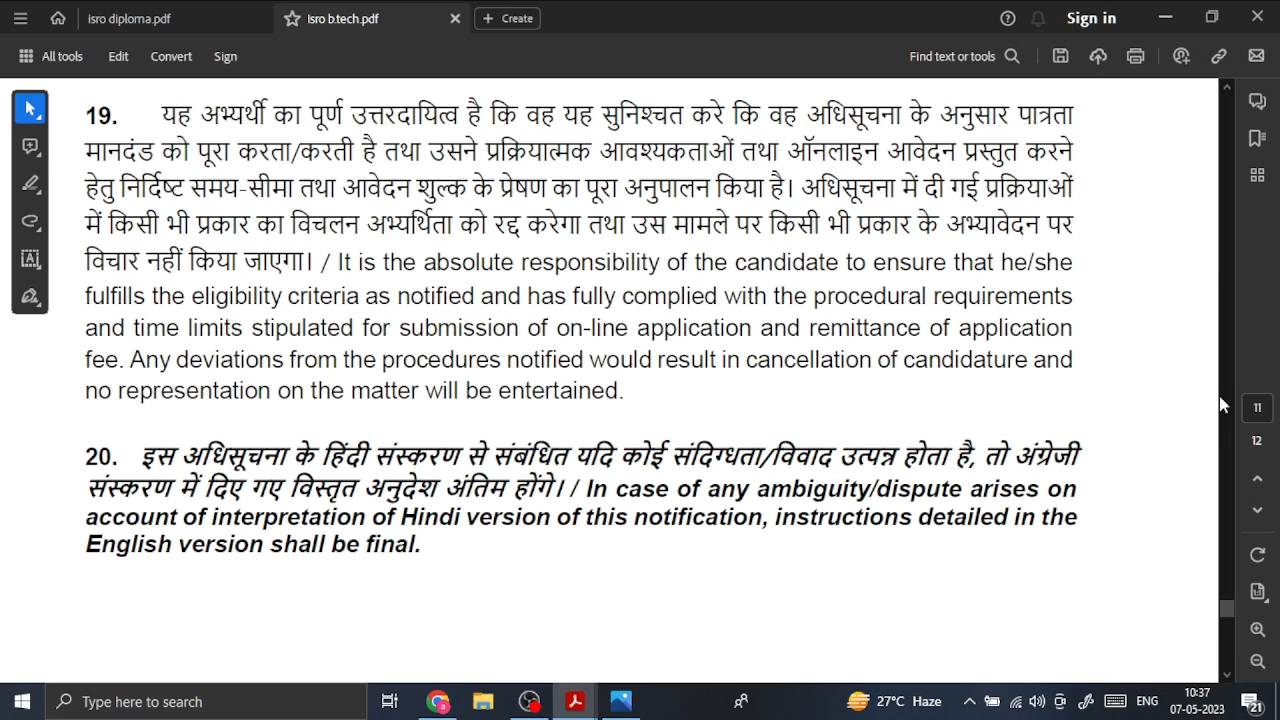 isro diploma.pdf
isro b.tech.pdf
Create
Sign in
All tools
Edit
Convert
Sign
Find text or tools
19. यह अभ्यर्थी का पूर्ण उत्तरदायित्व है कि वह यह सुनिश्चत करे कि वह अधिसूचना के अनुसार पात्रता
मानदंड को पूरा करता/करती है तथा उसने प्रक्रियात्मक आवश्यकताओं तथा ऑनलाइन आवेदन प्रस्तुत करने
हेतु निर्दिष्ट समय-सीमा तथा आवेदन शुल्क के प्रेषण का पूरा अनुपालन किया है। अधिसूचना में दी गई प्रक्रियाओं
में किसी भी प्रकार का विचलन अभ्यर्थिता को रद्द करेगा तथा उस मामले पर किसी भी प्रकार के अभ्यावेदन पर
विचार नहीं किया जाएगा। / It is the absolute responsibility of the candidate to ensure that he/she
fulfills the eligibility criteria as notified and has fully complied with the procedural requirements
and time limits stipulated for submission of on-line application and remittance of application
fee. Any deviations from the procedures notified would result in cancellation of candidature and
no representation on the matter will be entertained.
20. इस अधिसूचना के हिंदी संस्करण से संबंधित यदि कोई संदिग्धता/विवाद उत्पन्न होता है, तो अंग्रेजी
संस्करण में दिए गए विस्तृत अनुदेश अंतिम होंगे। / In case of any ambiguity/dispute arises on
account of interpretation of Hindi version of this notification, instructions detailed in the
English version shall be final.
11
12
Type here to search
27°C Haze
ENG
10:37
07-05-2023
21